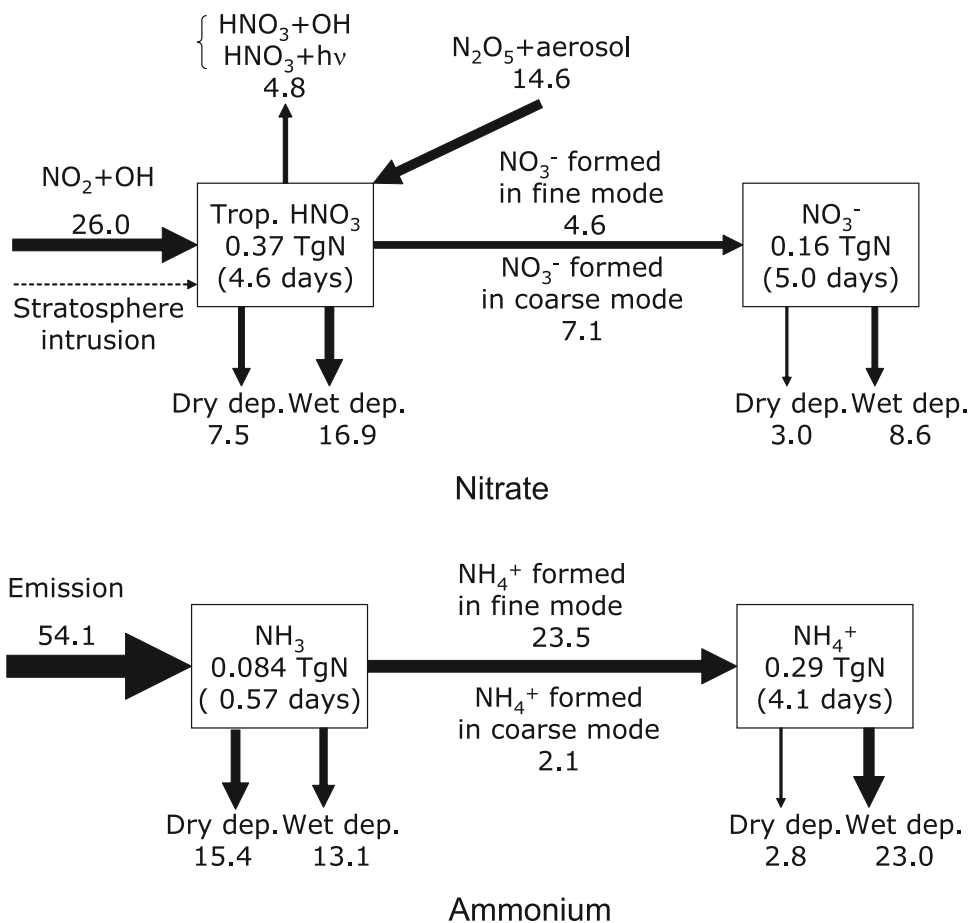 HNO₃+OH
HNO₃+hν
4.8
N₂O₅+aerosol
14.6
NO₂+OH
26.0
Stratosphere
intrusion
Trop. HNO₃
0.37 TgN
(4.6 days)
NO₃⁻ formed
in fine mode
4.6
NO₃⁻ formed
in coarse mode
7.1
NO₃⁻
0.16 TgN
(5.0 days)
Dry dep. Wet dep.
7.5 16.9
Dry dep. Wet dep.
3.0 8.6
Nitrate
Emission
54.1
NH₃
0.084 TgN
( 0.57 days)
NH₄⁺ formed
in fine mode
23.5
NH₄⁺ formed
in coarse mode
2.1
NH₄⁺
0.29 TgN
(4.1 days)
Dry dep. Wet dep.
15.4 13.1
Dry dep. Wet dep.
2.8 23.0
Ammonium